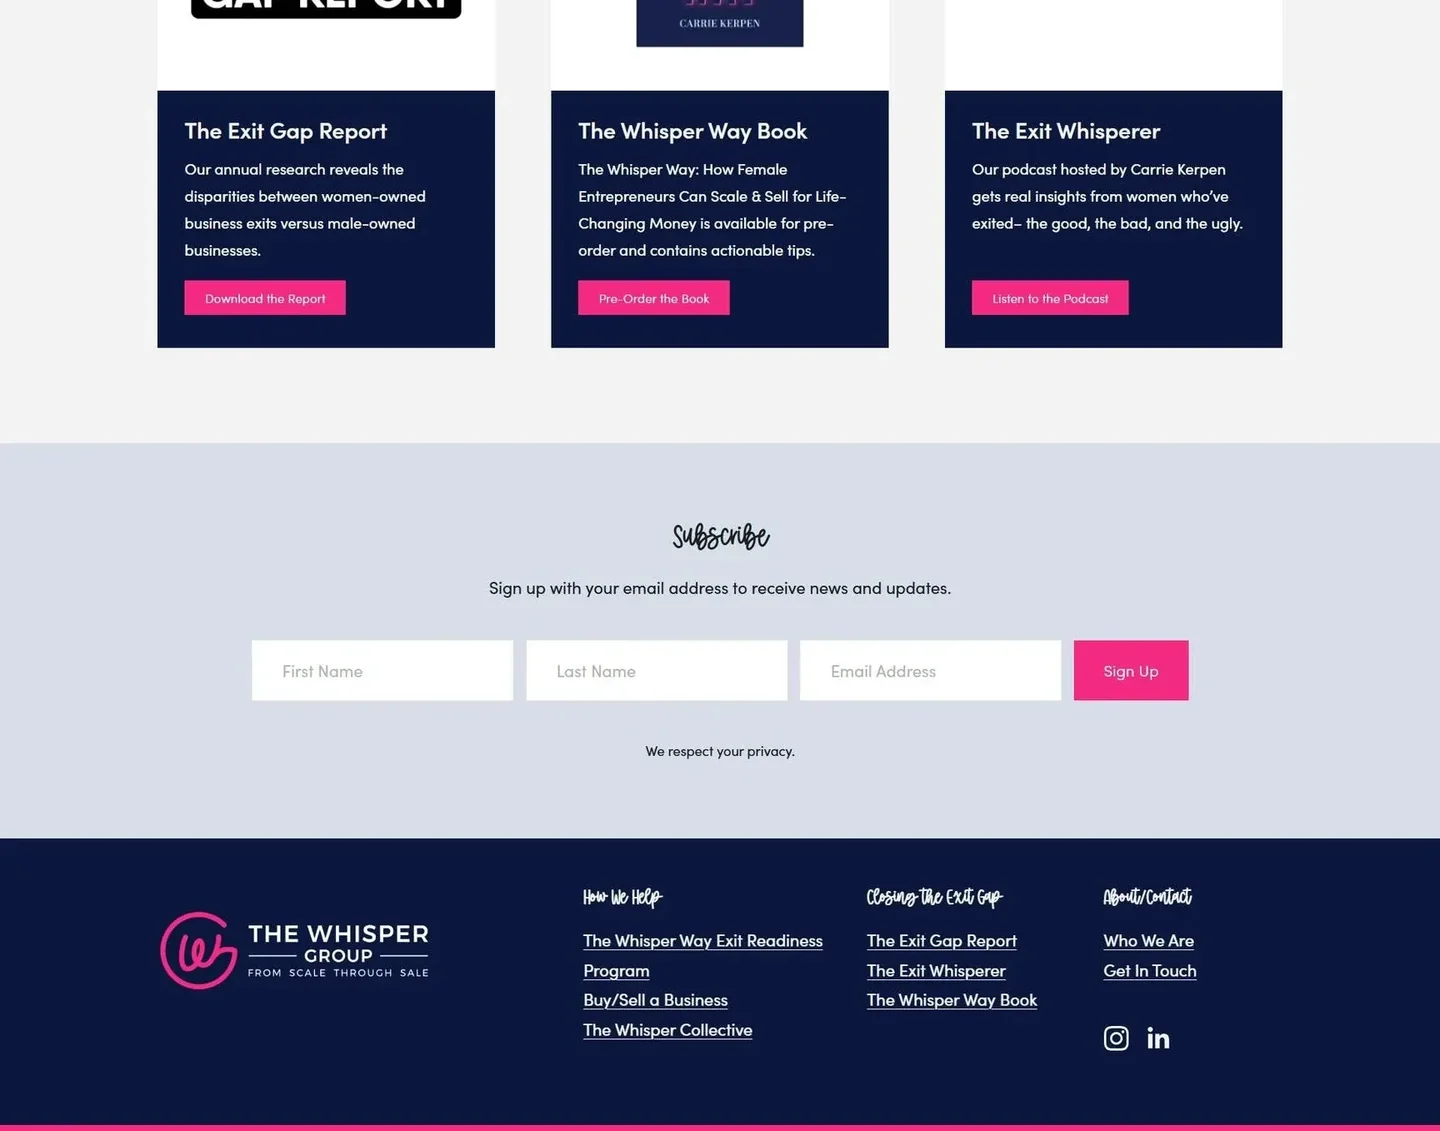 GAP REPORT
CARRIE KERPEN
The Exit Gap Report
Our annual research reveals the
disparities between women-owned
business exits versus male-owned
businesses.
Download the Report
The Whisper Way Book
The Whisper Way: How Female
Entrepreneurs Can Scale & Sell for Life-
Changing Money is available for pre-
order and contains actionable tips.
Pre-Order the Book
The Exit Whisperer
Our podcast hosted by Carrie Kerpen
gets real insights from women who’ve
exited– the good, the bad, and the ugly.
Listen to the Podcast
Subscribe
Sign up with your email address to receive news and updates.
First Name
Last Name
Email Address
Sign Up
We respect your privacy.
THE WHISPER
GROUP
FROM SCALE THROUGH SALE
How We Help
The Whisper Way Exit Readiness
Program
Buy/Sell a Business
The Whisper Collective
Closing the Exit Gap
The Exit Gap Report
The Exit Whisperer
The Whisper Way Book
About/Contact
Who We Are
Get In Touch
in